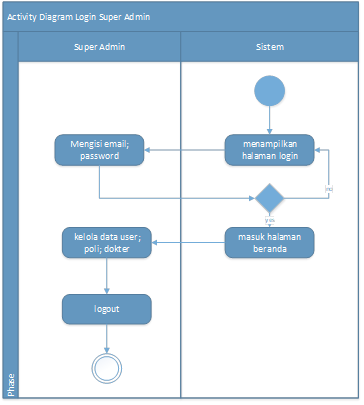 Activity Diagram Login Super Admin
Super Admin
Sistem
menampilkan
halaman login
Mengisi email;
password
no
yes
kelola data user;
poli; dokter
masuk halaman
beranda
logout
Phase